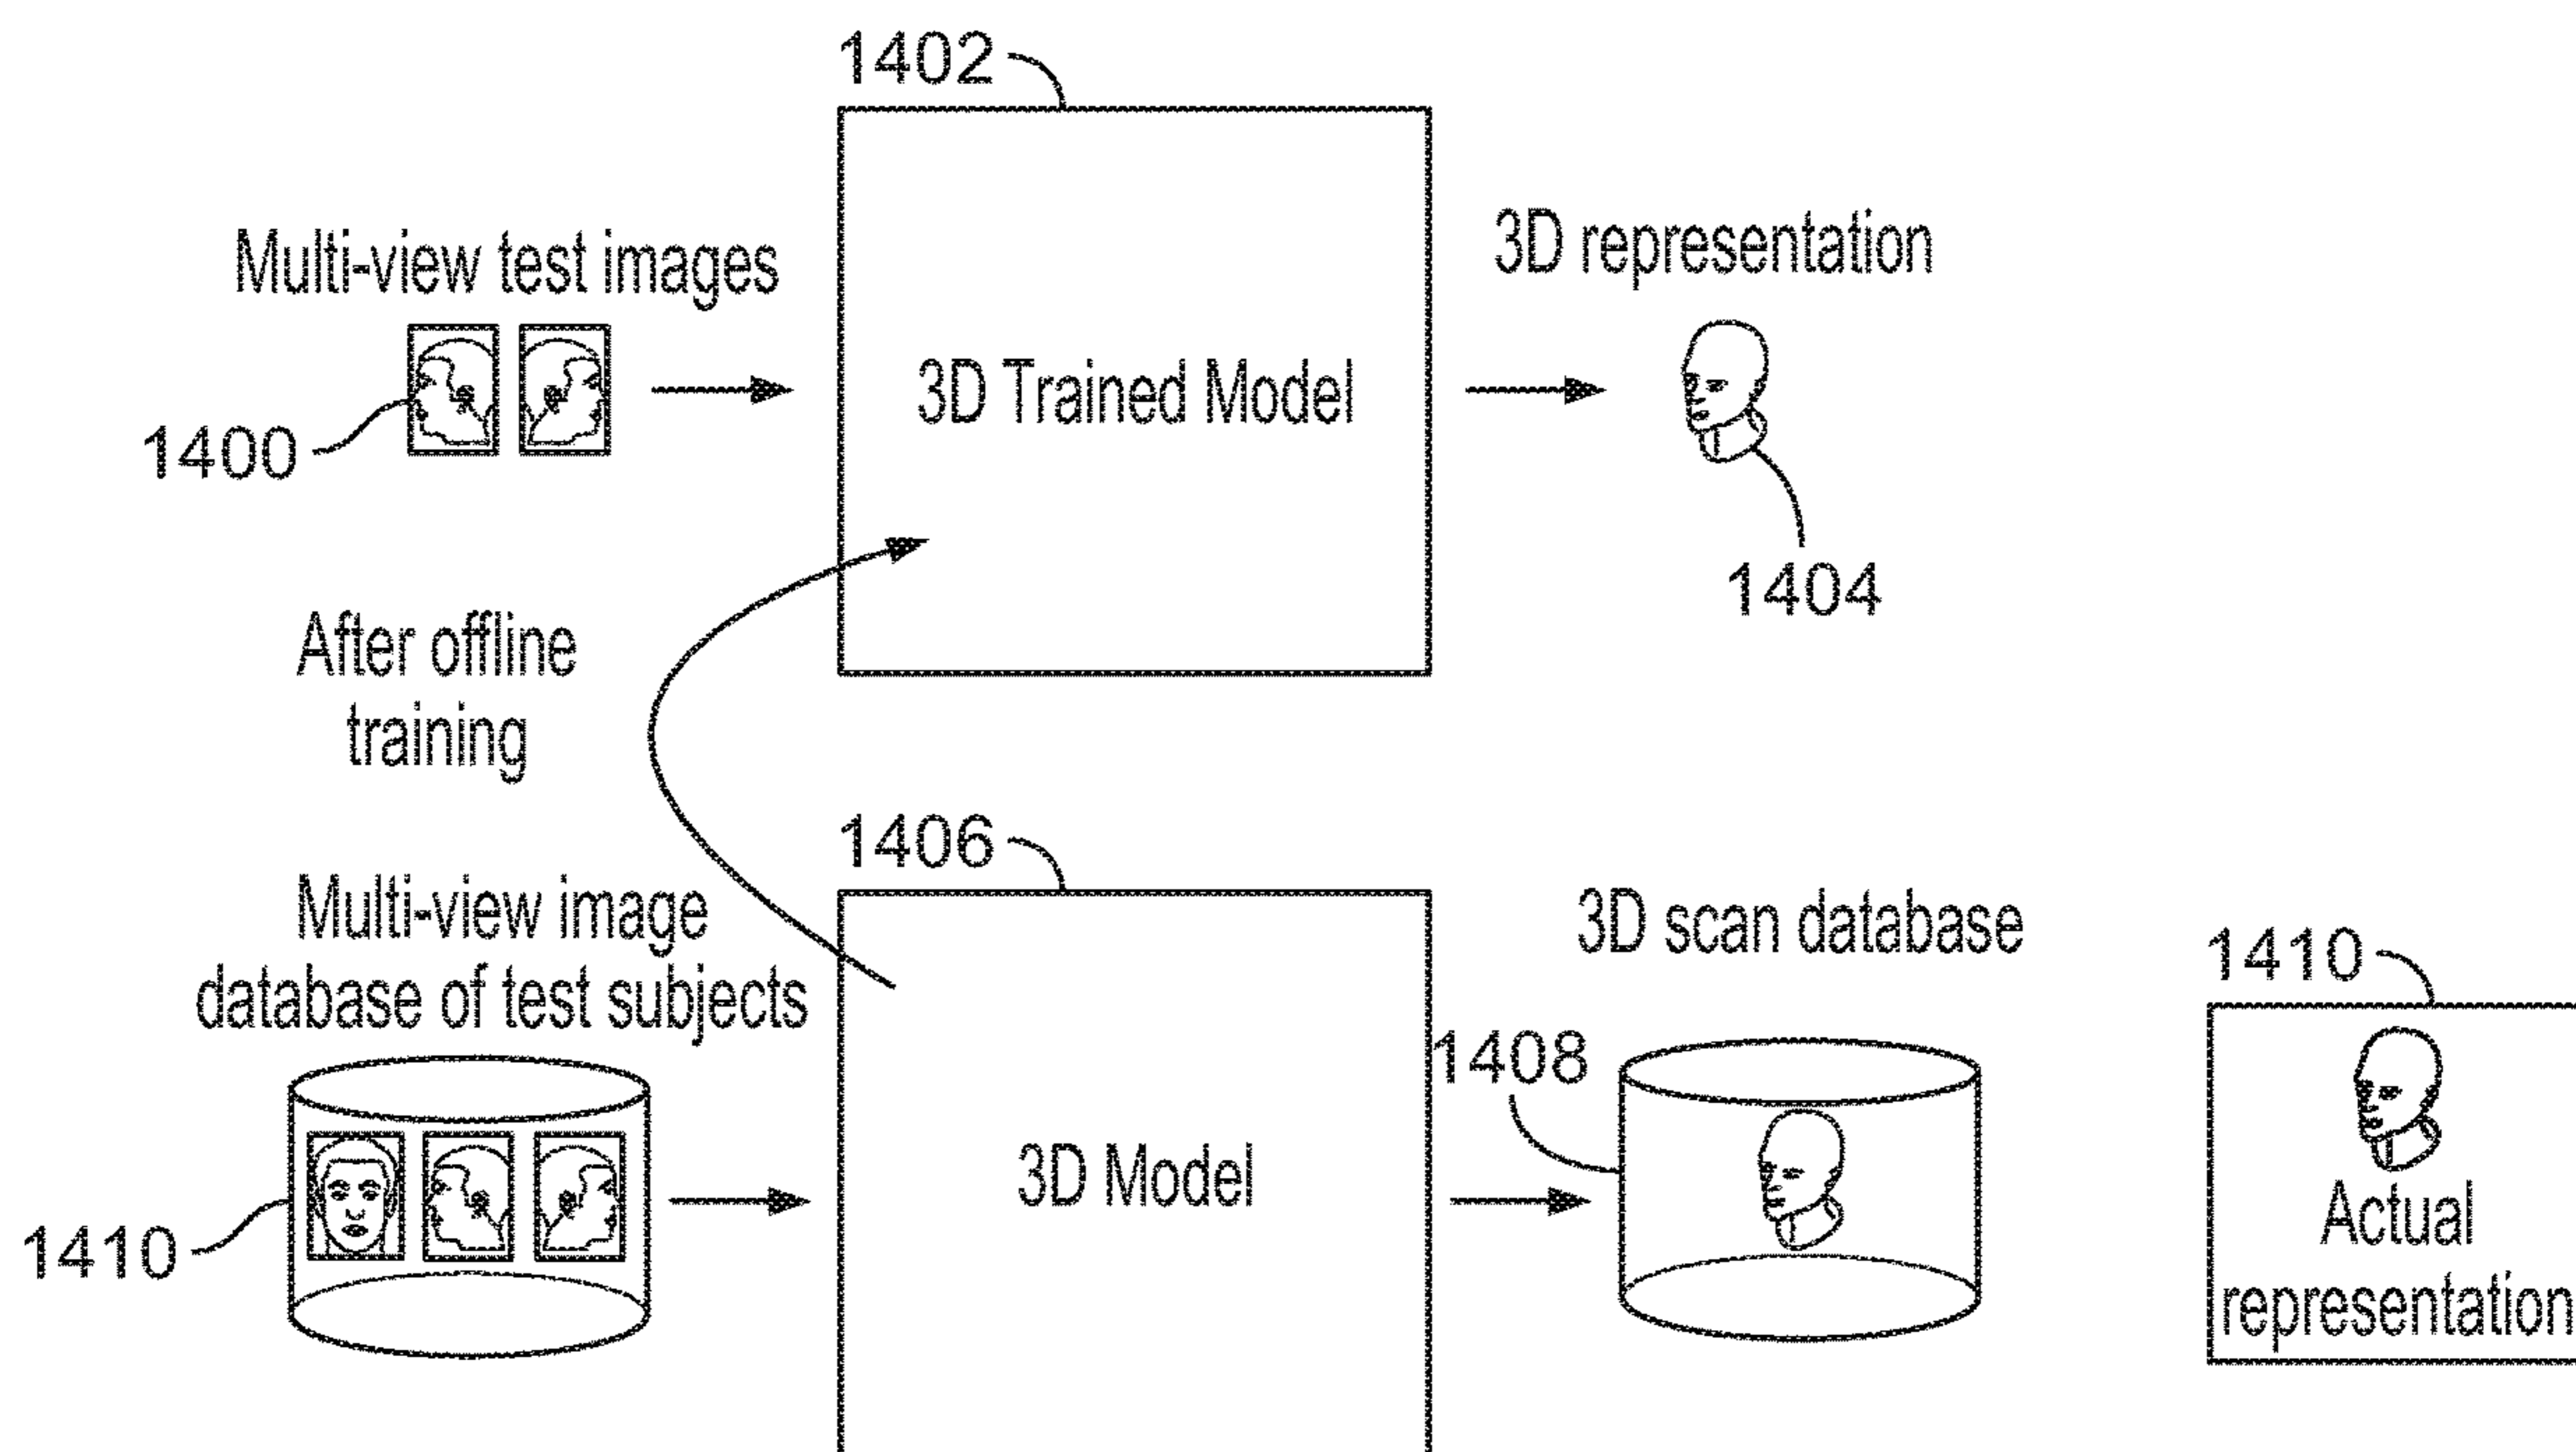 1402
Multi-view test images
3D representation
1400
3D Trained Model
1404
After offline
training
1406
Multi-view image
database of test subjects
3D scan database
1410
1408
1410
3D Model
Actual
representation